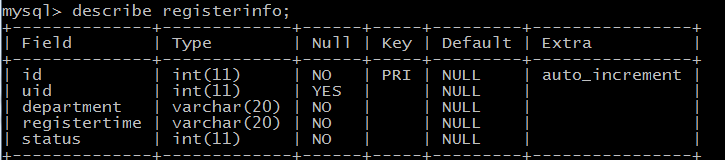 mysql> describe registerinfo;
+--------------+-------------+------+-----+---------+----------------+
| Field        | Type        | Null | Key | Default | Extra          |
+--------------+-------------+------+-----+---------+----------------+
| id           | int(11)     | NO   | PRI | NULL    | auto_increment |
| uid          | int(11)     | YES  |     | NULL    |                |
| department   | varchar(20) | NO   |     | NULL    |                |
| registertime | varchar(20) | NO   |     | NULL    |                |
| status       | int(11)     | NO   |     | NULL    |                |
+--------------+-------------+------+-----+---------+----------------+